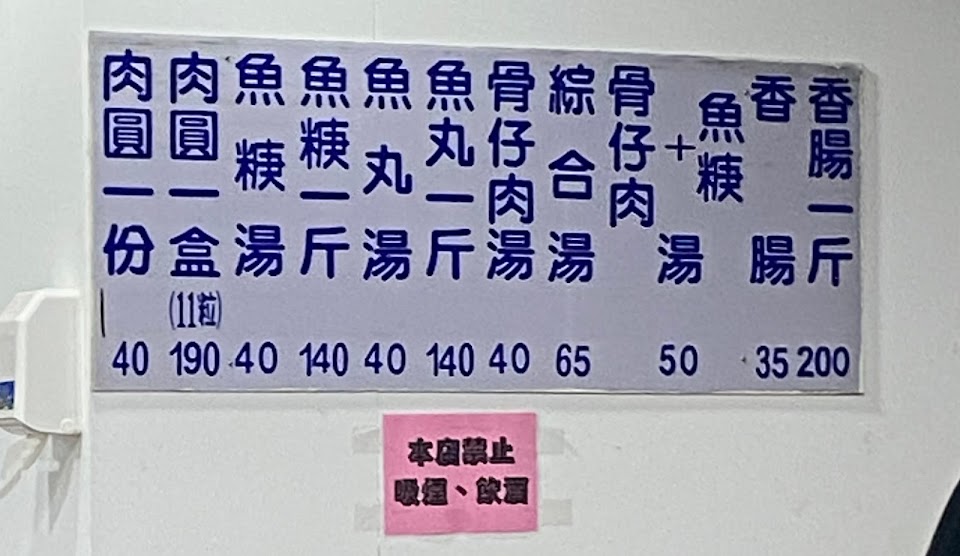 肉圓一份 40
肉圓一盒(11粒) 190
魚糠湯 40
魚糠一斤 140
魚丸湯 40
魚丸一斤 140
骨仔肉湯 40
綜合湯 65
骨仔肉+魚糠湯 50
香腸 35
香腸一斤 200
本店禁止
吸煙、飲酒